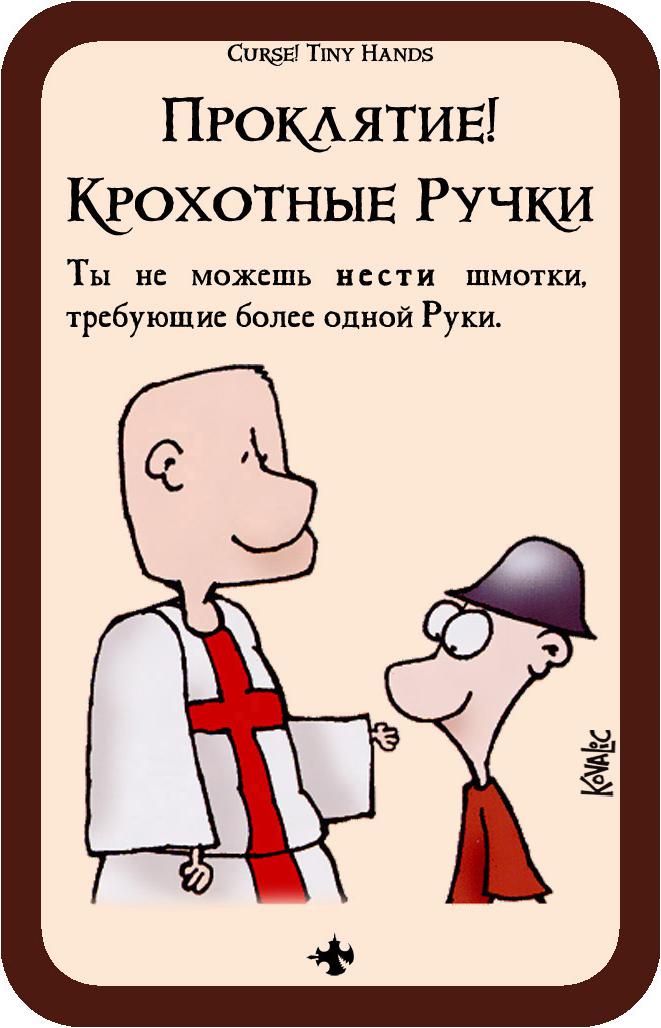 Curse! Tiny Hands
Проклятие!
Крохотные Ручки
Ты не можешь нести шмотки,
требующие более одной Руки.
Kovalic